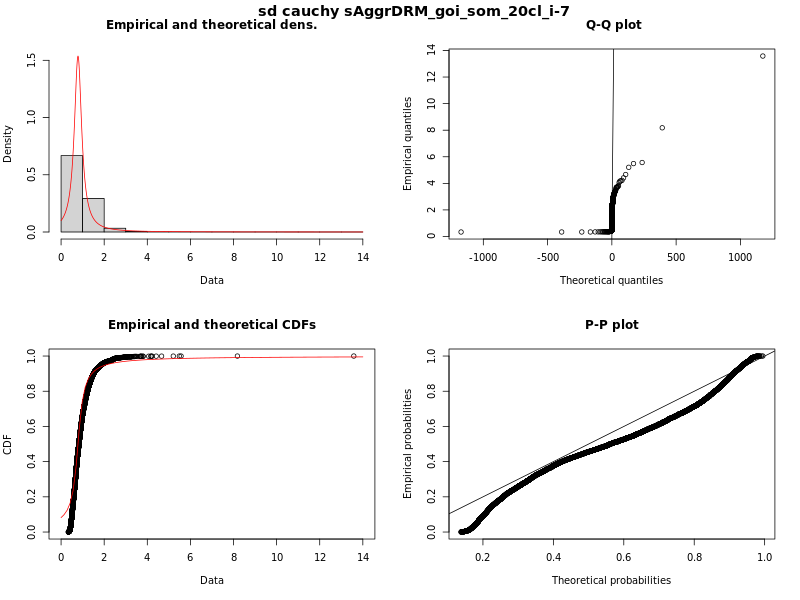 sd cauchy sAggrDRM_goi_som_20cl_i-7
Empirical and theoretical dens.
Density
0.0 0.5 1.0 1.5
0 2 4 6 8 10 12 14
Data
Q-Q plot
Empirical quantiles
0 2 4 6 8 10 12 14
-1000 -500 0 500 1000
Theoretical quantiles
Empirical and theoretical CDFs
CDF
0.0 0.2 0.4 0.6 0.8 1.0
0 2 4 6 8 10 12 14
Data
P-P plot
Empirical probabilities
0.0 0.2 0.4 0.6 0.8 1.0
0.2 0.4 0.6 0.8 1.0
Theoretical probabilities